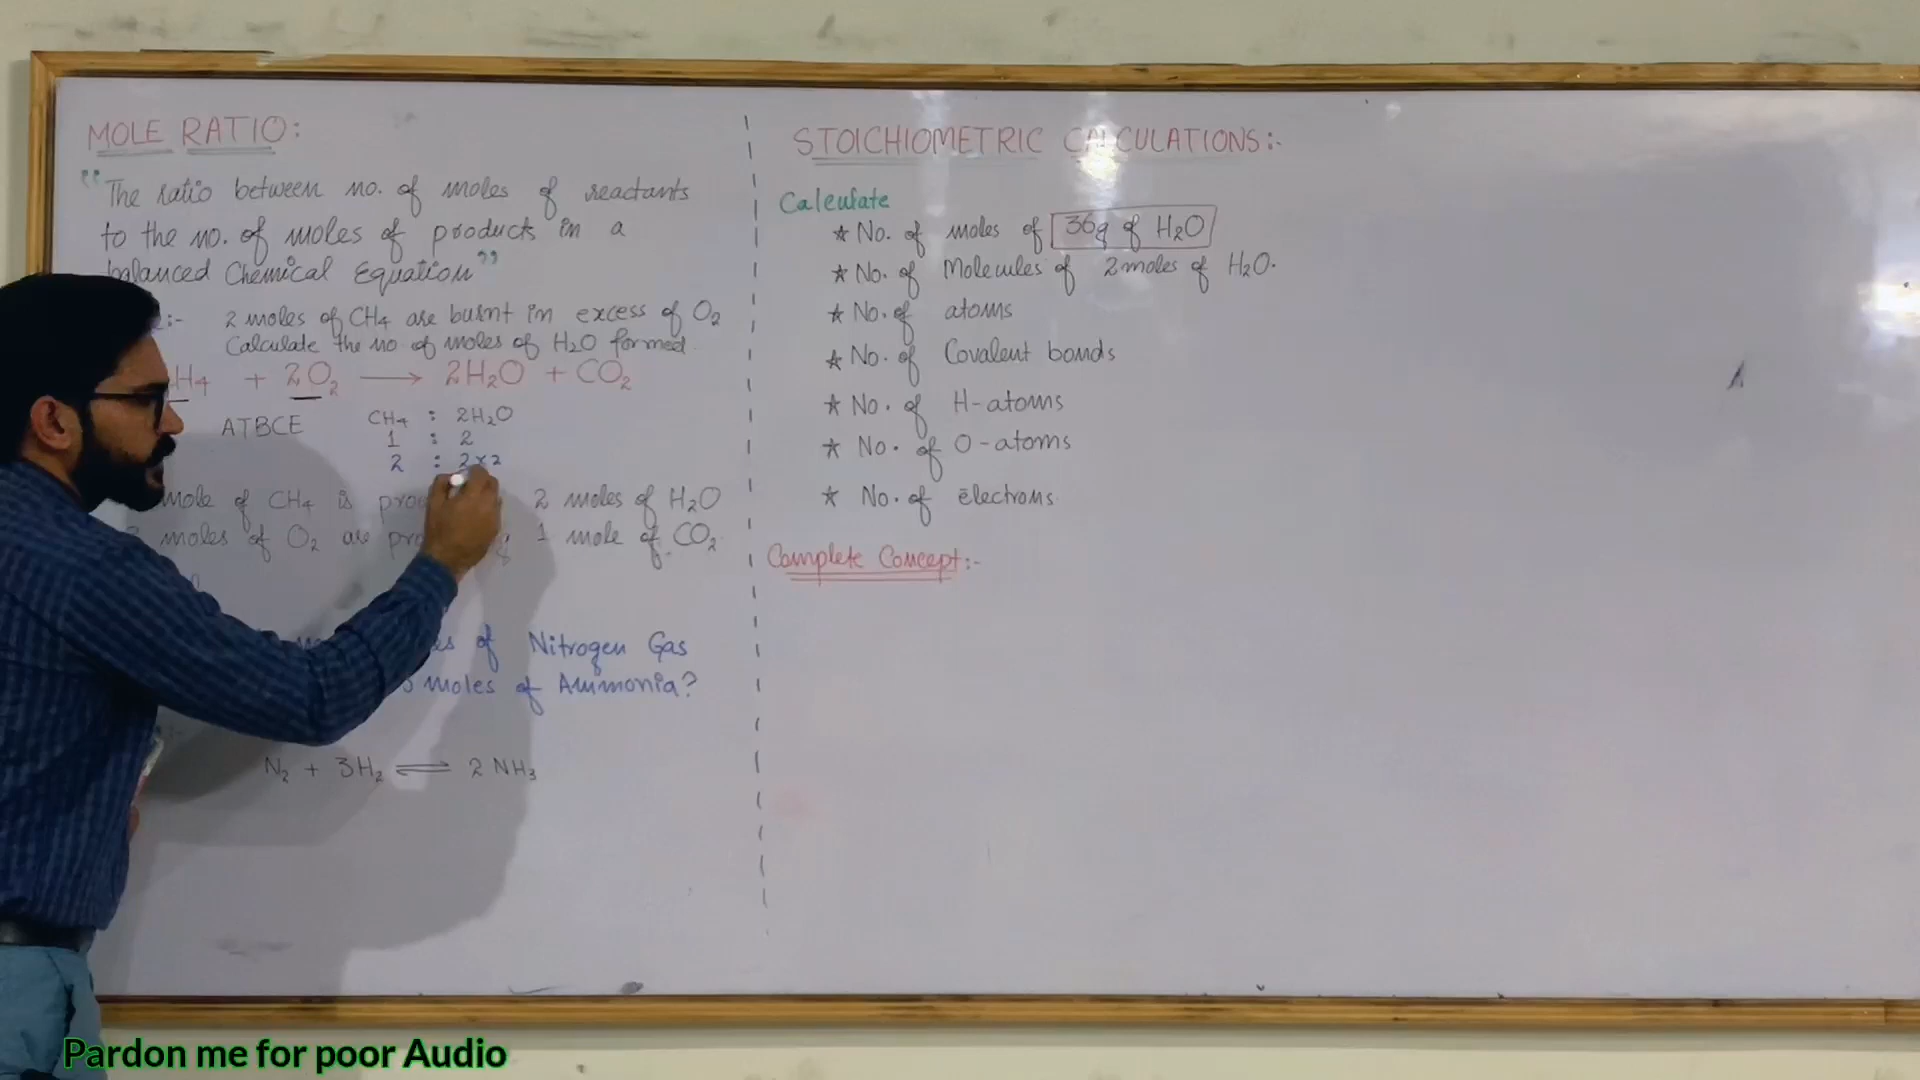 MOLE RATIO:
"The ratio between no. of moles of reactants
to the no. of moles of products in a
balanced Chemical Equation"
:- 2 moles of CH4 are burnt in excess of O2
Calculate the no. of moles of H2O formed.
H4 + 2O2 → 2H2O + CO2
ATBCE CH4 : 2H2O
1 : 2
2 : 2×2
mole of CH4 is 2 moles of H2O
moles of O2 are 1 mole of CO2
of Nitrogen Gas
moles of Ammonia?
N2 + 3H2 ⇌ 2 NH3
STOICHIOMETRIC CALCULATIONS:-
Calculate
* No. of moles of 36g of H2O
* No. of Molecules of 2 moles of H2O.
* No. of atoms
* No. of Covalent bonds
* No. of H-atoms
* No. of O-atoms
* No. of electrons
Complete Concept:-
Pardon me for poor Audio